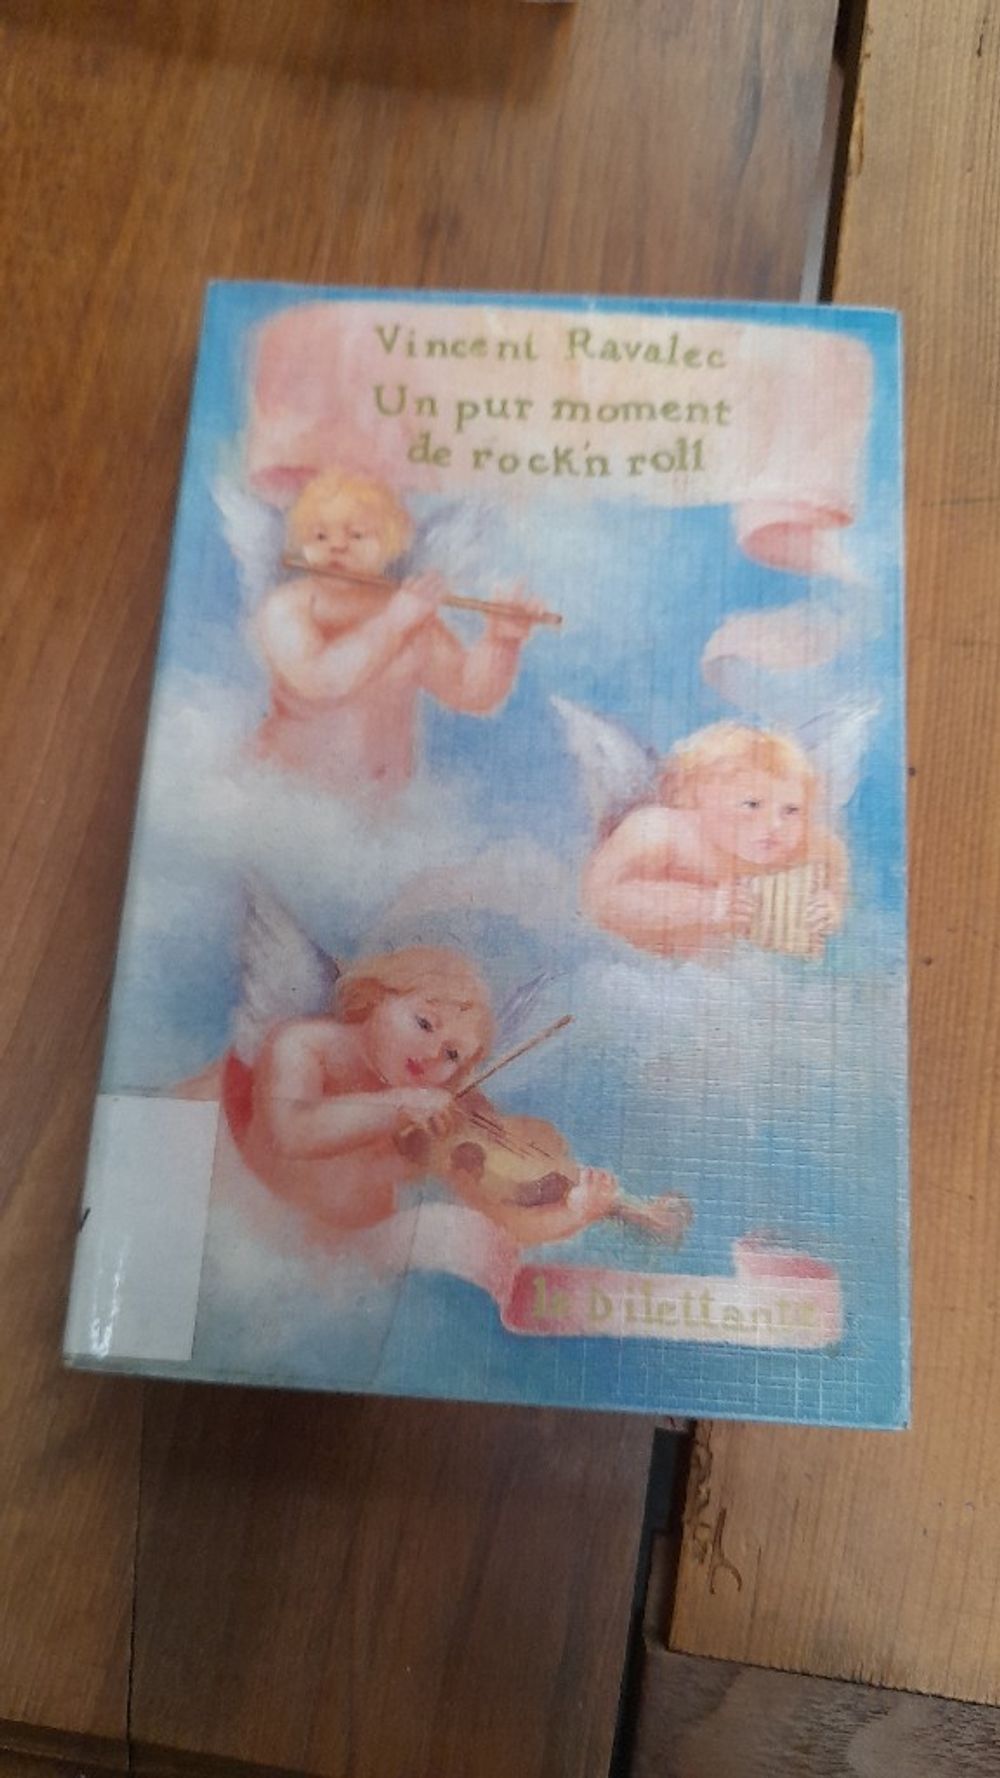 Vincent Ravalec
Un pur moment
de rock'n roll
le Dilettante